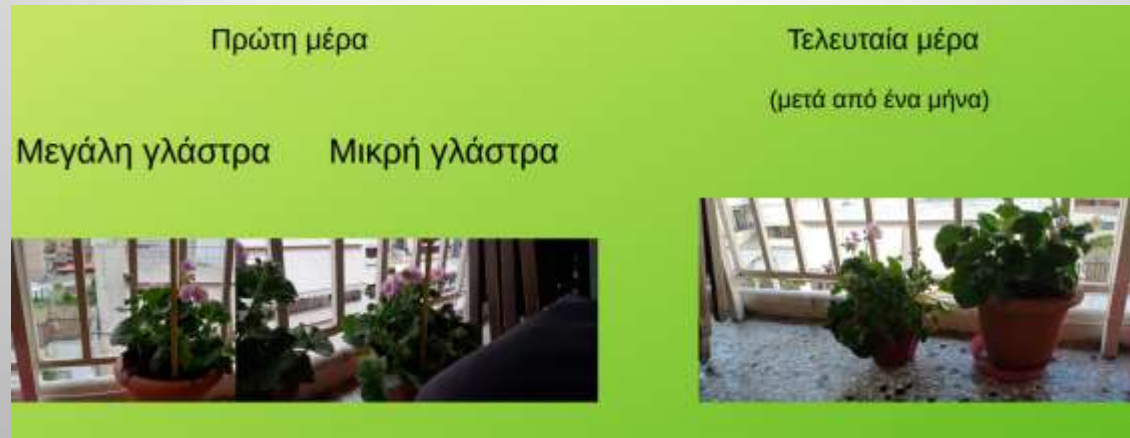 Πρώτη μέρα
Τελευταία μέρα
(μετά από ένα μήνα)
Μεγάλη γλάστρα
Μικρή γλάστρα